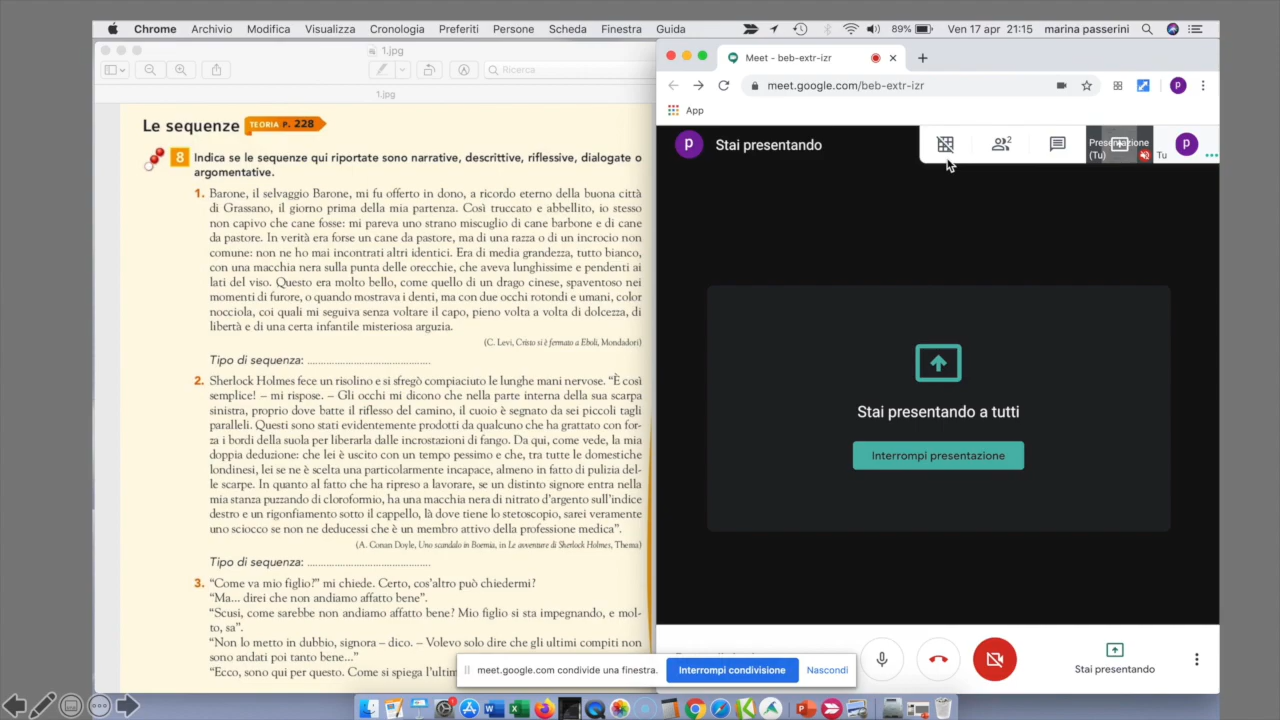 Chrome Archivio Modifica Visualizza Cronologia Preferiti Persone Scheda Finestra Guida 89% Ven 17 apr 21:15 marina passerini
1.jpg
Ricerca
1.jpg
Le sequenze TEORIA P. 228
8 Indica se le sequenze qui riportate sono narrative, descrittive, riflessive, dialogate o
argomentative.
1. Barone, il selvaggio Barone, mi fu offerto in dono, a ricordo eterno della buona città
di Grassano, il giorno prima della mia partenza. Così truccato e abbellito, io stesso
non capivo che cane fosse: mi pareva uno strano miscuglio di cane barbone e di cane
da pastore. In verità era forse un cane da pastore, ma di una razza o di un incrocio non
comune: non ne ho mai incontrati altri identici. Era di media grandezza, tutto bianco,
con una macchia nera sulla punta delle orecchie, che aveva lunghissime e pendenti ai
lati del viso. Questo era molto bello, come quello di un drago cinese, spaventoso nei
momenti di furore, o quando mostrava i denti, ma con due occhi rotondi e umani, color
nocciola, coi quali mi seguiva senza voltare il capo, pieno volta a volta di dolcezza, di
libertà e di una certa infantile misteriosa arguzia.
(C. Levi, Cristo si è fermato a Eboli, Mondadori)
Tipo di sequenza: ..........................................
2. Sherlock Holmes fece un risolino e si sfregò compiaciuto le lunghe mani nervose. “È così
semplice! – mi rispose. – Gli occhi mi dicono che nella parte interna della sua scarpa
sinistra, proprio dove batte il riflesso del camino, il cuoio è segnato da sei piccoli tagli
paralleli. Questi sono stati evidentemente prodotti da qualcuno che ha grattato con for-
za i bordi della suola per liberarla dalle incrostazioni di fango. Da qui, come vede, la mia
doppia deduzione: che lei è uscito con un tempo pessimo e che, tra tutte le domestiche
londinesi, lei se ne è scelta una particolarmente incapace, almeno in fatto di pulizia del-
le scarpe. In quanto al fatto che ha ripreso a lavorare, se un distinto signore entra nella
mia stanza puzzando di cloroformio, ha una macchia nera di nitrato d’argento sull’indice
destro e un rigonfiamento sotto il cappello, là dove tiene lo stetoscopio, sarei veramente
uno sciocco se non ne deducessi che è un membro attivo della professione medica”.
(A. Conan Doyle, Uno scandalo in Boemia, in Le avventure di Sherlock Holmes, Thema)
Tipo di sequenza: ..........................................
3. “Come va mio figlio?” mi chiede. Certo, cos’altro può chiedermi?
“Ma... direi che non andiamo affatto bene”.
“Scusi, come sarebbe non andiamo affatto bene? Mio figlio si sta impegnando, e mol-
to, sa”.
“Non lo metto in dubbio, signora – dico. – Volevo solo dire che gli ultimi compiti non
sono andati poi tanto bene...”
“Ecco, sono qui per questo. Come si spiega l’ultim
Meet - beb-extr-izr
meet.google.com/beb-extr-izr
p
App
p Stai presentando
2
Presentazione
(Tu)
Tu
p
Stai presentando a tutti
Interrompi presentazione
meet.google.com condivide una finestra. Interrompi condivisione Nascondi
Stai presentando